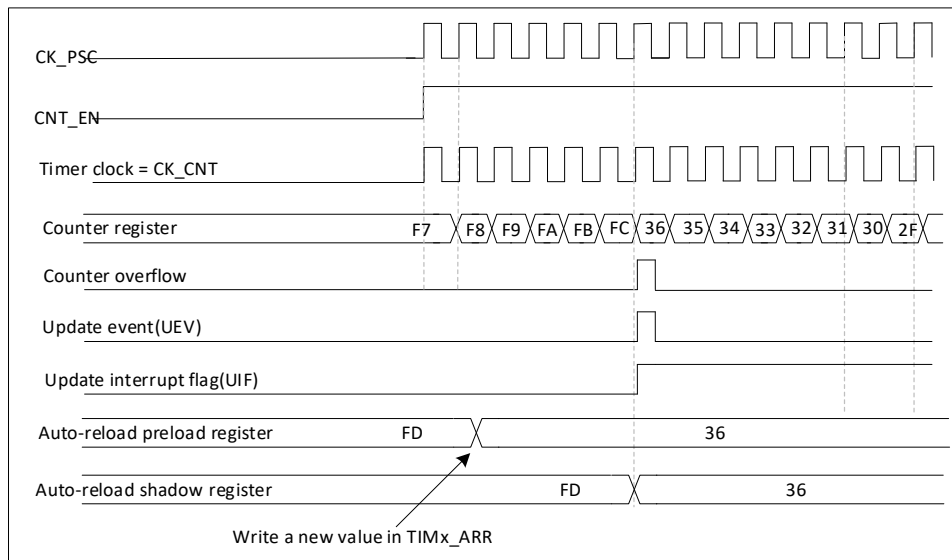 CK_PSC
CNT_EN
Timer clock = CK_CNT
Counter register F7 F8 F9 FA FB FC 36 35 34 33 32 31 30 2F
Counter overflow
Update event(UEV)
Update interrupt flag(UIF)
Auto-reload preload register FD 36
Auto-reload shadow register FD 36
Write a new value in TIMx_ARR